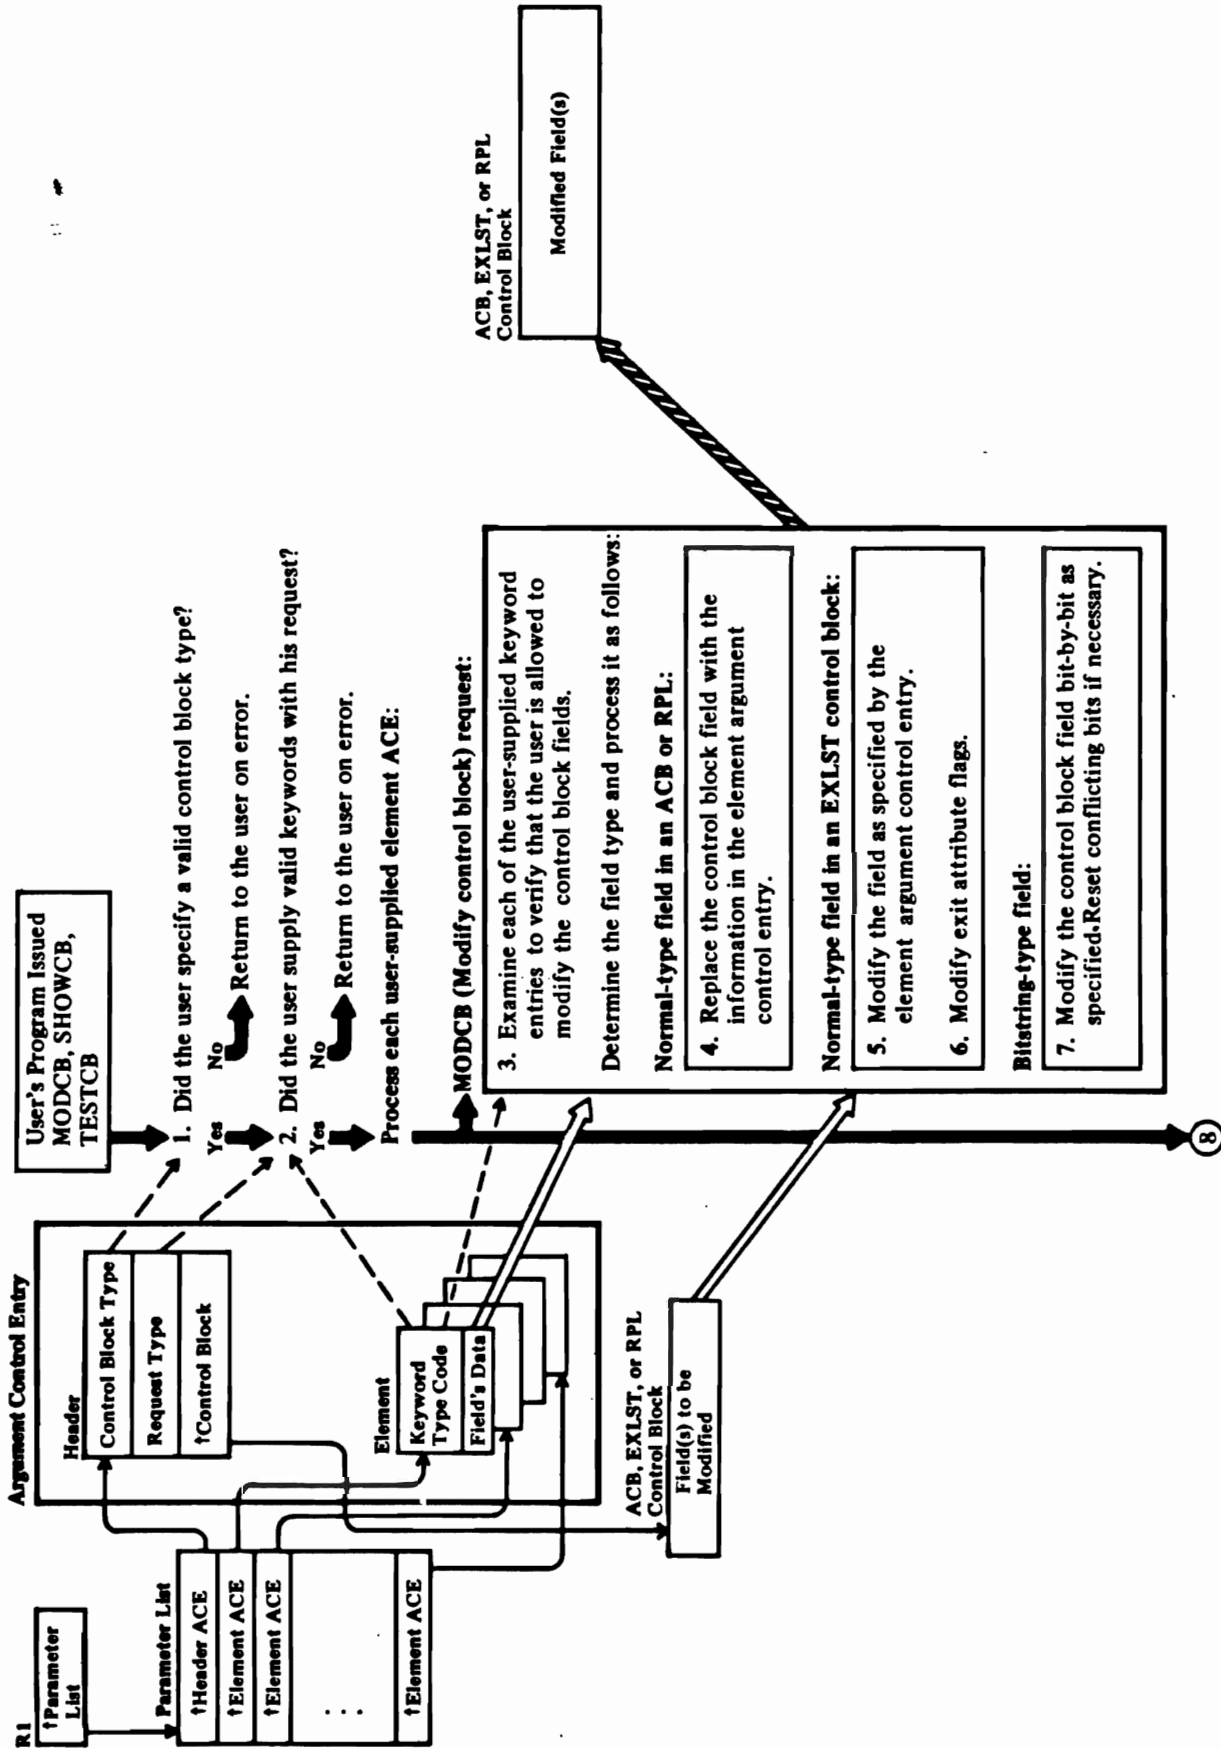 R1
↑Parameter
List
Parameter List
↑Header ACE
↑Element ACE
↑Element ACE
. . .
↑Element ACE
Argument Control Entry
Header
Control Block Type
Request Type
↑Control Block
Element
Keyword
Type Code
Field's Data
ACB, EXLST, or RPL
Control Block
Field(s) to be
Modified
User's Program Issued
MODCB, SHOWCB,
TESTCB
1. Did the user specify a valid control block type?
Yes
No
Return to the user on error.
2. Did the user supply valid keywords with his request?
Yes
No
Return to the user on error.
Process each user-supplied element ACE:
MODCB (Modify control block) request:
3. Examine each of the user-supplied keyword
entries to verify that the user is allowed to
modify the control block fields.
Determine the field type and process it as follows:
Normal-type field in an ACB or RPL:
4. Replace the control block field with the
information in the element argument
control entry.
Normal-type field in an EXLST control block:
5. Modify the field as specified by the
element argument control entry.
6. Modify exit attribute flags.
Bitstring-type field:
7. Modify the control block field bit-by-bit as
specified. Reset conflicting bits if necessary.
8
ACB, EXLST, or RPL
Control Block
Modified Field(s)